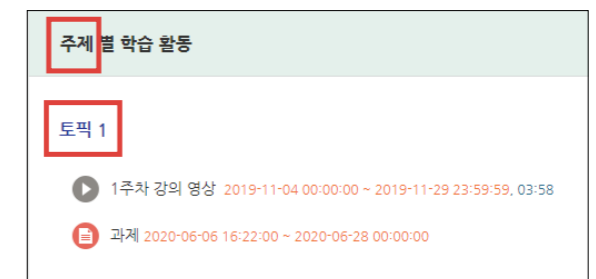 주제 별 학습 활동
토픽 1
1주차 강의 영상 2019-11-04 00:00:00 ~ 2019-11-29 23:59:59, 03:58
과제 2020-06-06 16:22:00 ~ 2020-06-28 00:00:00